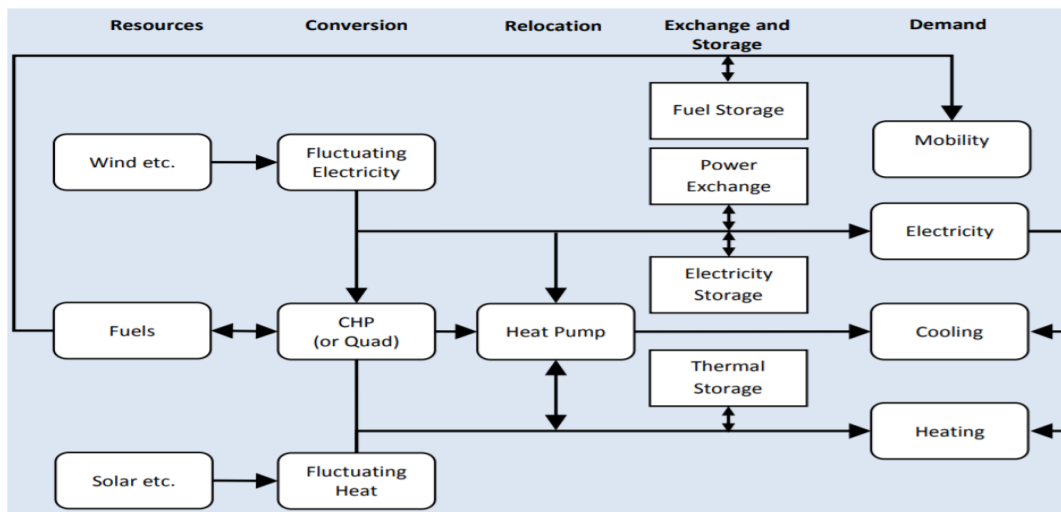 Resources
Conversion
Relocation
Exchange and
Storage
Demand
Fuel Storage
Mobility
Wind etc.
Fluctuating
Electricity
Power
Exchange
Electricity
Electricity
Storage
Fuels
CHP
(or Quad)
Heat Pump
Cooling
Thermal
Storage
Heating
Solar etc.
Fluctuating
Heat